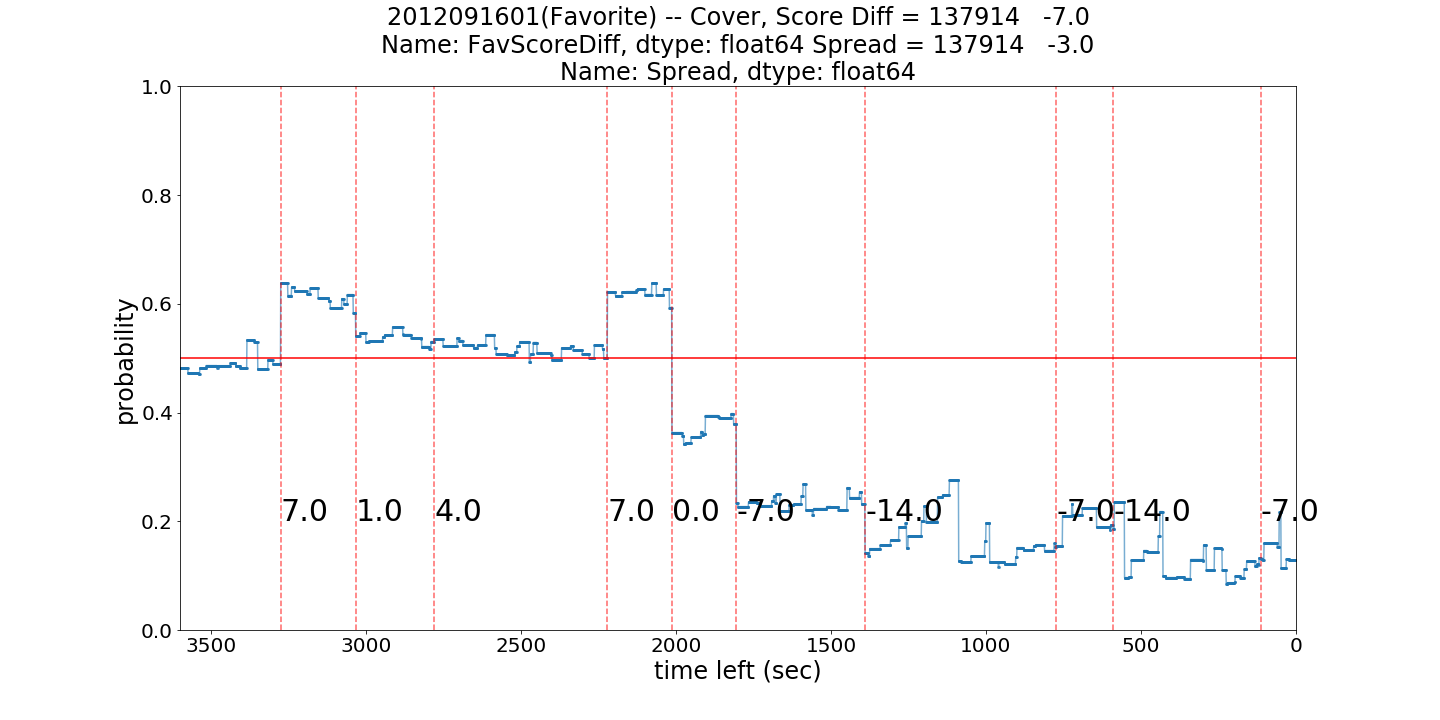 2012091601(Favorite) -- Cover, Score Diff = 137914   -7.0
Name: FavScoreDiff, dtype: float64 Spread = 137914   -3.0
Name: Spread, dtype: float64
1.0
0.8
0.6
0.4
0.2
0.0
probability
7.0 1.0 4.0 7.0 0.0 -7.0 -14.0 -7.0 -14.0 -7.0
3500 3000 2500 2000 1500 1000 500 0
time left (sec)